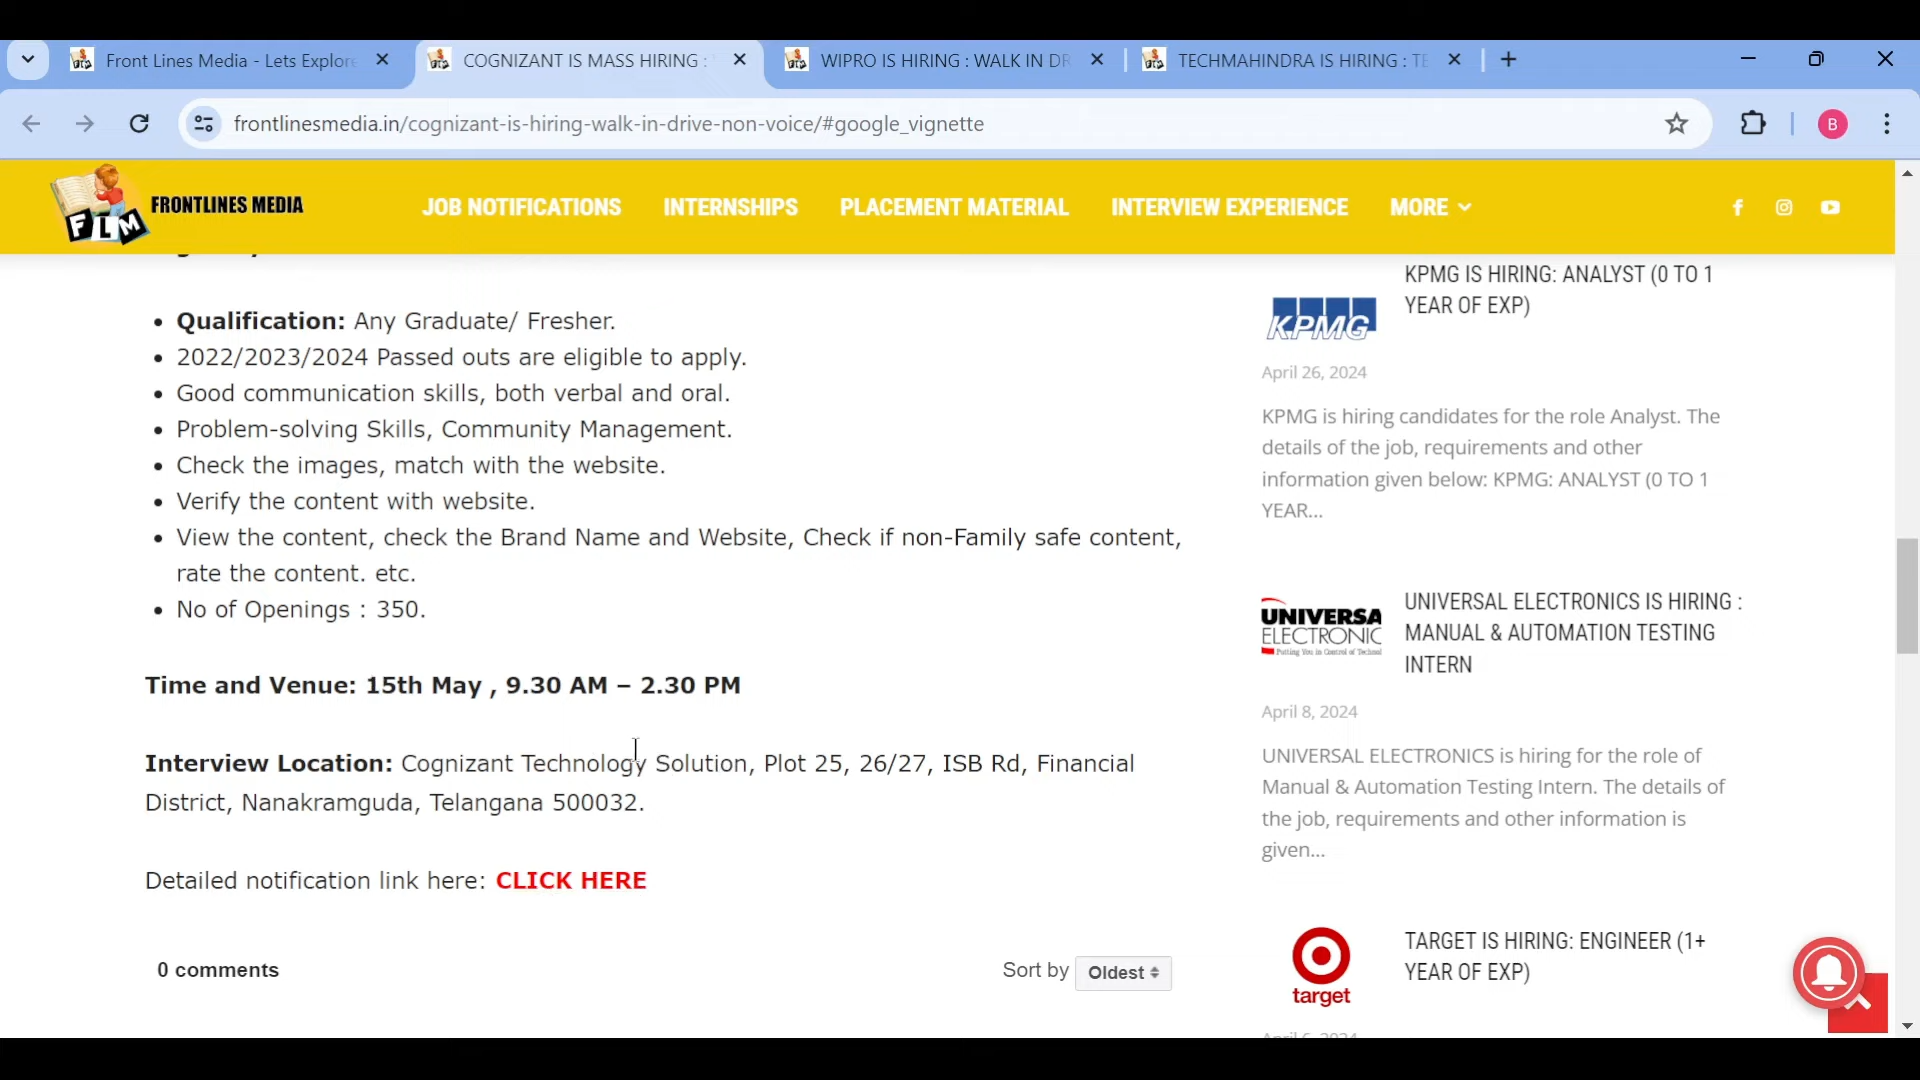 Front Lines Media - Lets Explore
COGNIZANT IS MASS HIRING :
WIPRO IS HIRING : WALK IN DR
TECHMAHINDRA IS HIRING : TE
frontlinesmedia.in/cognizant-is-hiring-walk-in-drive-non-voice/#google_vignette
B
FLM
FRONTLINES MEDIA
JOB NOTIFICATIONS
INTERNSHIPS
PLACEMENT MATERIAL
INTERVIEW EXPERIENCE
MORE
• Qualification: Any Graduate/ Fresher.
• 2022/2023/2024 Passed outs are eligible to apply.
• Good communication skills, both verbal and oral.
• Problem-solving Skills, Community Management.
• Check the images, match with the website.
• Verify the content with website.
• View the content, check the Brand Name and Website, Check if non-Family safe content,
rate the content. etc.
• No of Openings : 350.
Time and Venue: 15th May , 9.30 AM – 2.30 PM
Interview Location: Cognizant Technology Solution, Plot 25, 26/27, ISB Rd, Financial
District, Nanakramguda, Telangana 500032.
Detailed notification link here: CLICK HERE
0 comments
Sort by Oldest
KPMG
KPMG IS HIRING: ANALYST (0 TO 1
YEAR OF EXP)
April 26, 2024
KPMG is hiring candidates for the role Analyst. The
details of the job, requirements and other
information given below: KPMG: ANALYST (0 TO 1
YEAR...
UNIVERSA
ELECTRONIC
Putting You in Control of Technol
UNIVERSAL ELECTRONICS IS HIRING :
MANUAL & AUTOMATION TESTING
INTERN
April 8, 2024
UNIVERSAL ELECTRONICS is hiring for the role of
Manual & Automation Testing Intern. The details of
the job, requirements and other information is
given...
target
TARGET IS HIRING: ENGINEER (1+
YEAR OF EXP)